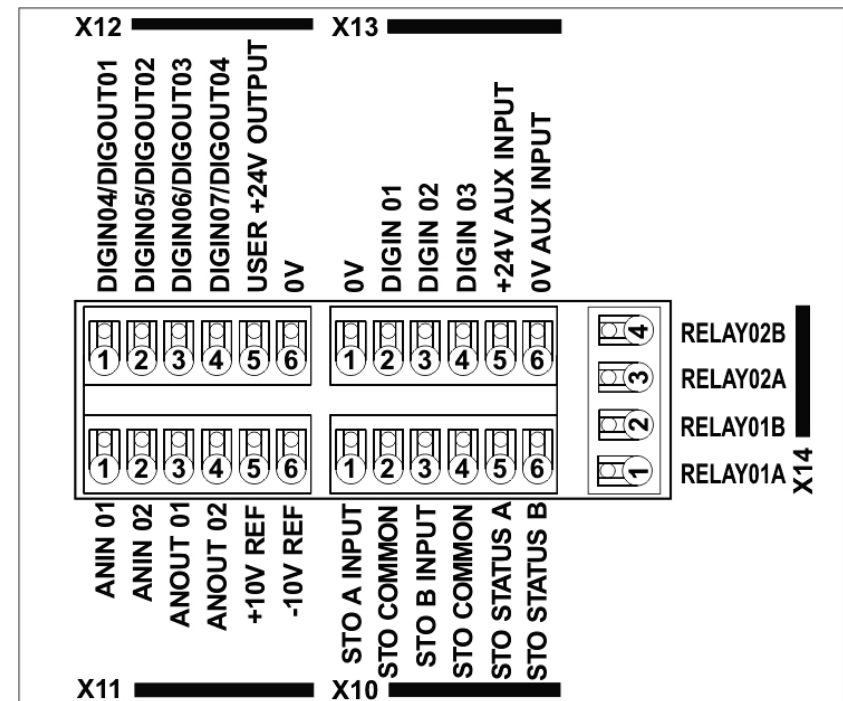 X12
X13
DIGIN04/DIGOUT01
DIGIN05/DIGOUT02
DIGIN06/DIGOUT03
DIGIN07/DIGOUT04
USER +24V OUTPUT
0V
0V
DIGIN 01
DIGIN 02
DIGIN 03
+24V AUX INPUT
0V AUX INPUT
1 2 3 4 5 6
1 2 3 4 5 6
4 RELAY02B
3 RELAY02A
2 RELAY01B
1 RELAY01A
X14
1 2 3 4 5 6
1 2 3 4 5 6
ANIN 01
ANIN 02
ANOUT 01
ANOUT 02
+10V REF
-10V REF
STO A INPUT
STO COMMON
STO B INPUT
STO COMMON
STO STATUS A
STO STATUS B
X11
X10